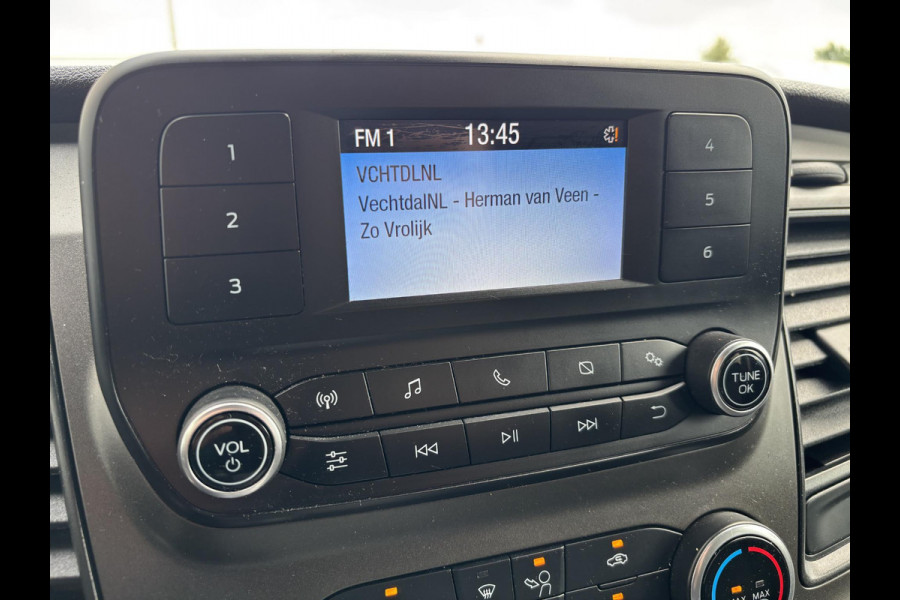 FM 1 13:45
VCHTDLNL
VechtdalNL - Herman van Veen -
Zo Vrolijk
1
2
3
4
5
6
VOL
TUNE
OK
MAX MAX